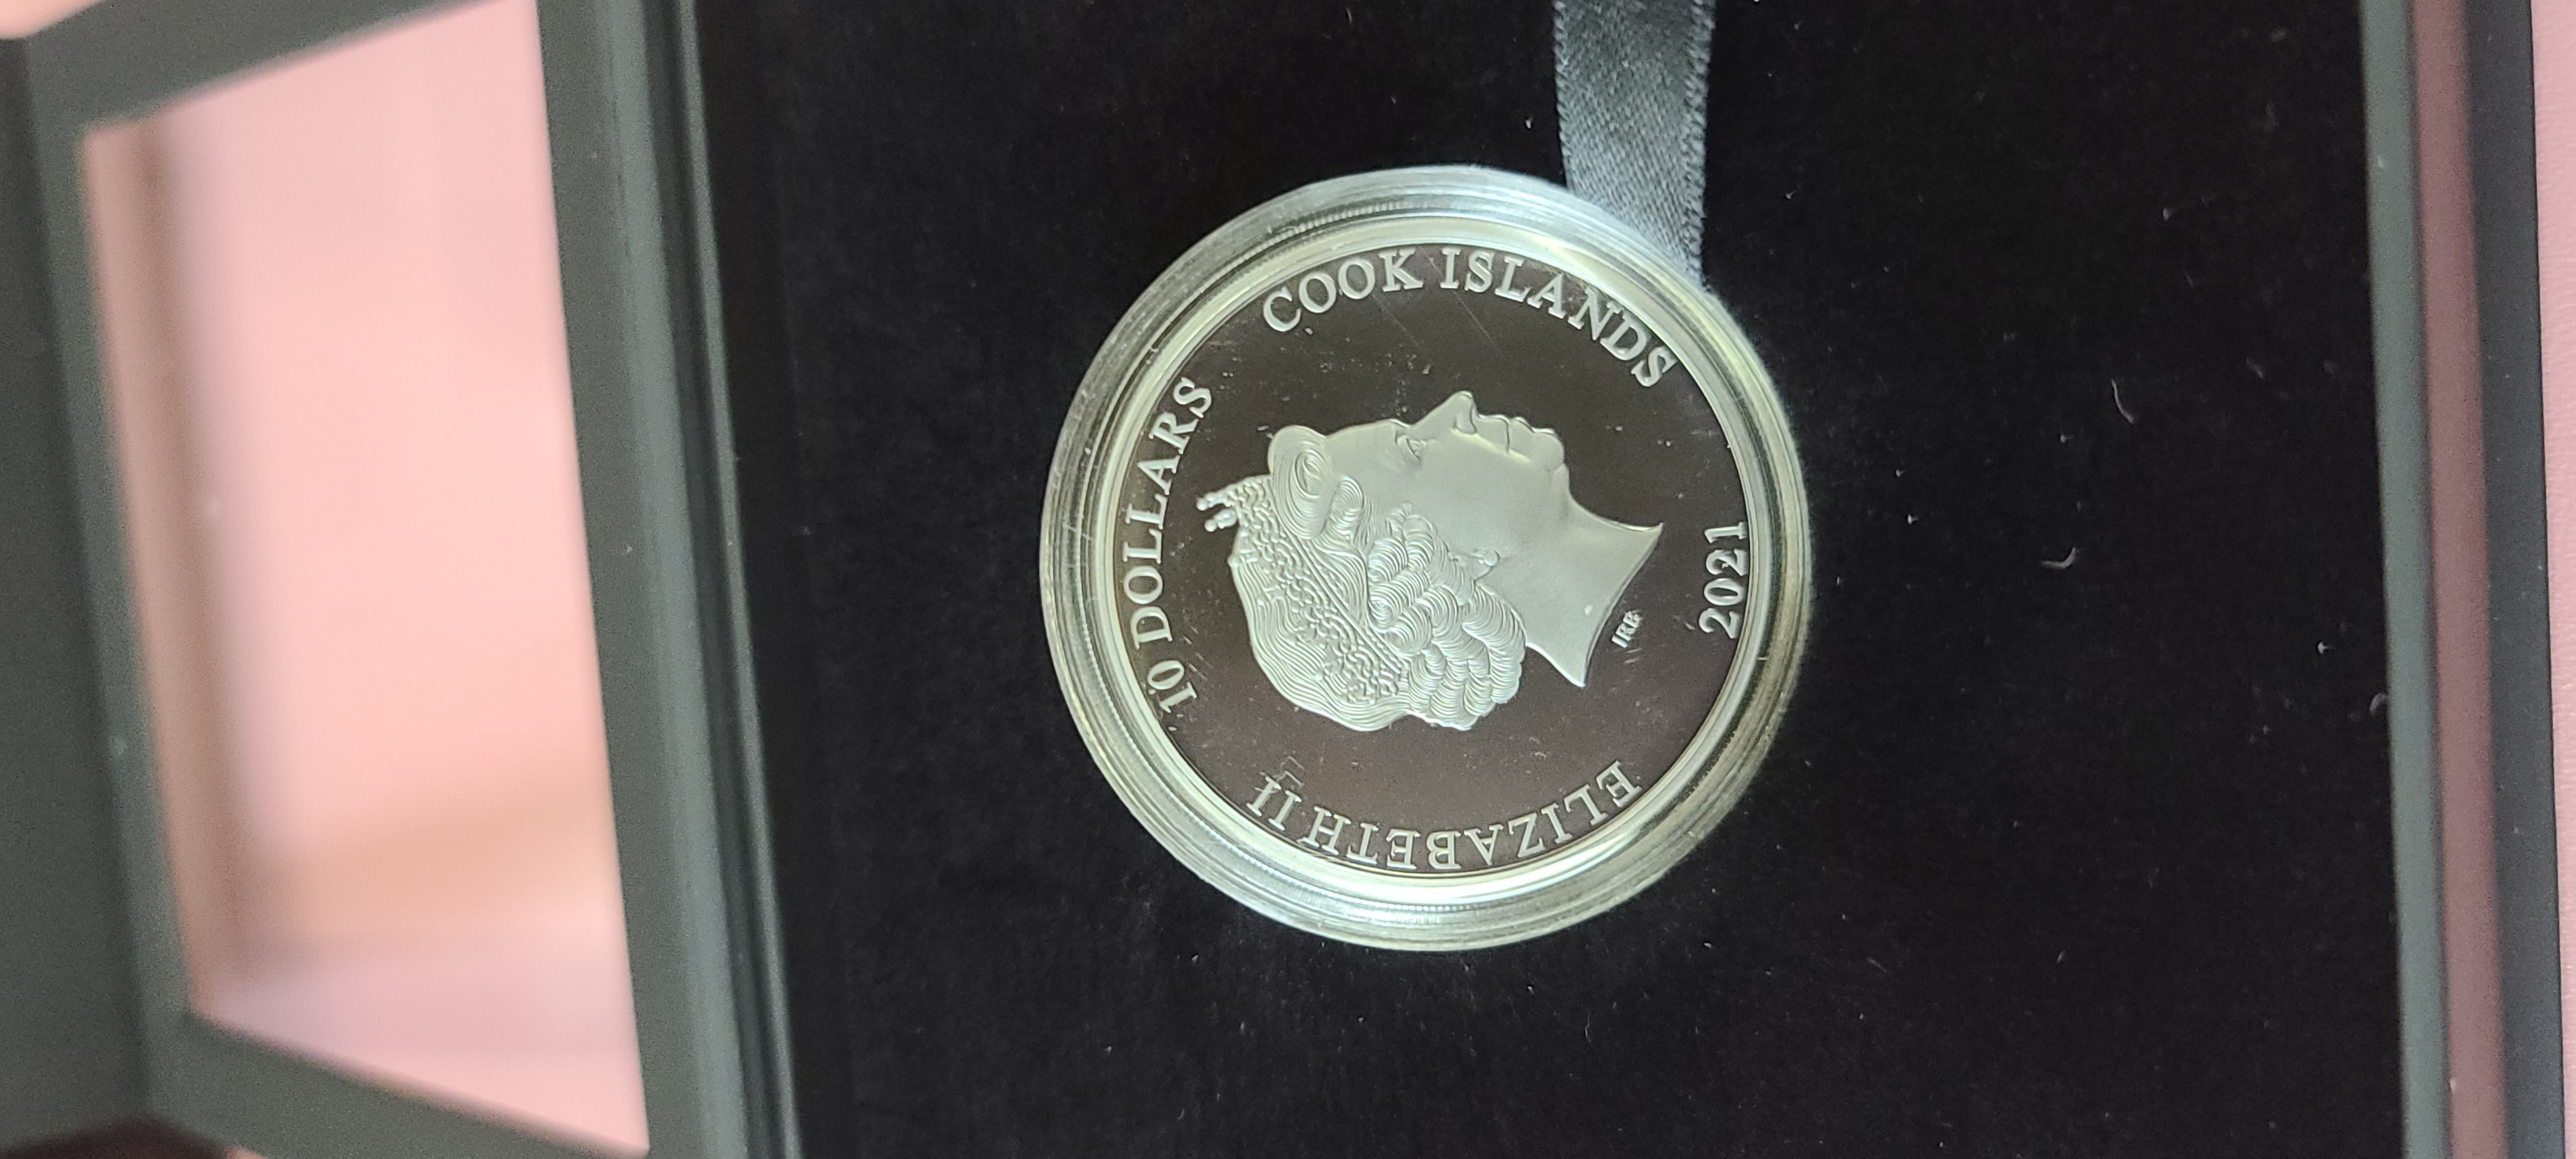 10 DOLLARS
COOK ISLANDS
ELIZABETH II
IRB
2021